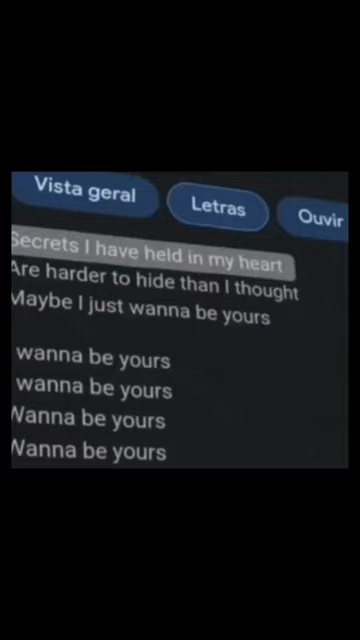 Vista geral
Letras
Ouvir
Secrets I have held in my heart
Are harder to hide than I thought
Maybe I just wanna be yours
wanna be yours
wanna be yours
Wanna be yours
Wanna be yours